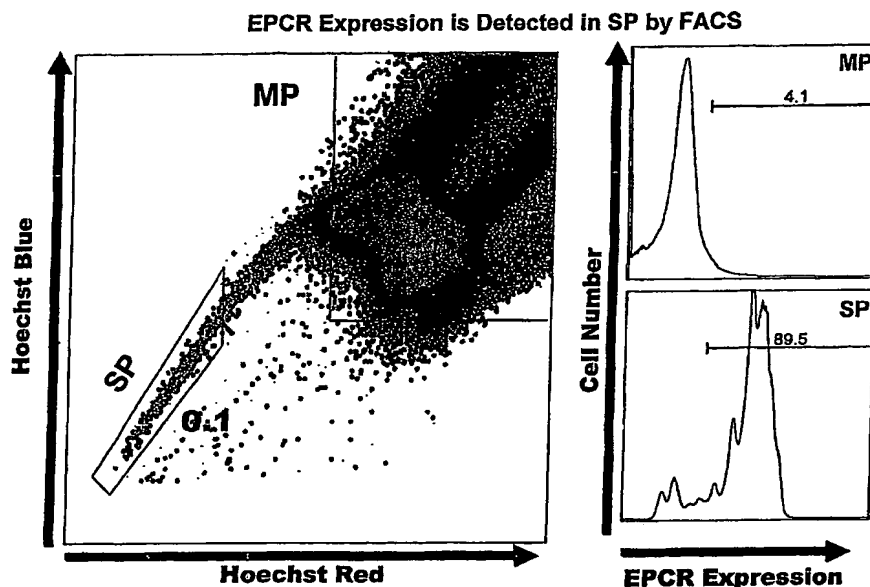 EPCR Expression is Detected in SP by FACS
MP
SP
0.1
Hoechst Blue
Hoechst Red
MP
4.1
SP
89.5
Cell Number
EPCR Expression